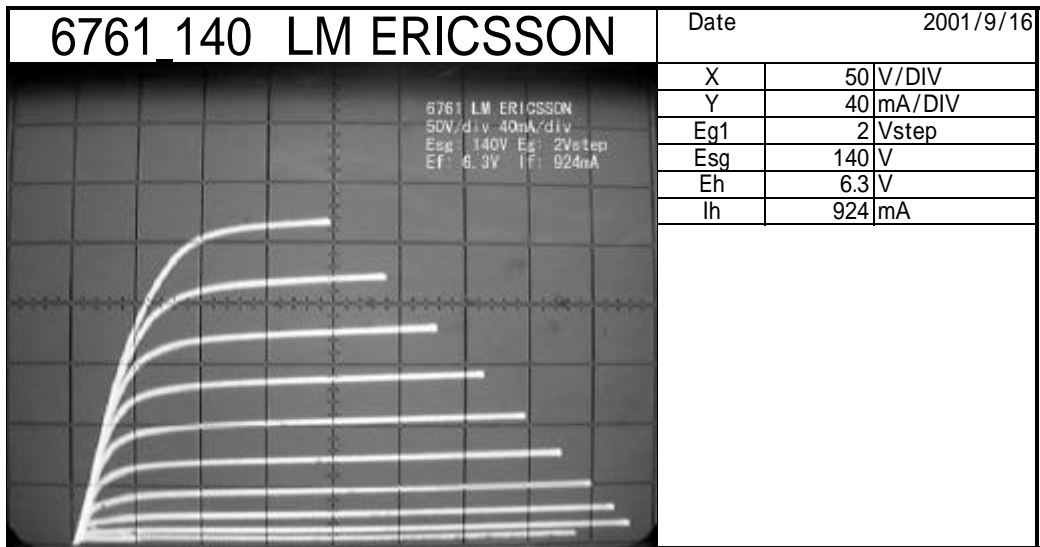 6761_140 LM ERICSSON
Date 2001/9/16
6761 LM ERICSSON
50V/div 40mA/div
Esg: 140V Eg: 2Vstep
Ef: 6.3V If: 924mA
X 50 V/DIV
Y 40 mA/DIV
Eg1 2 Vstep
Esg 140 V
Eh 6.3 V
Ih 924 mA